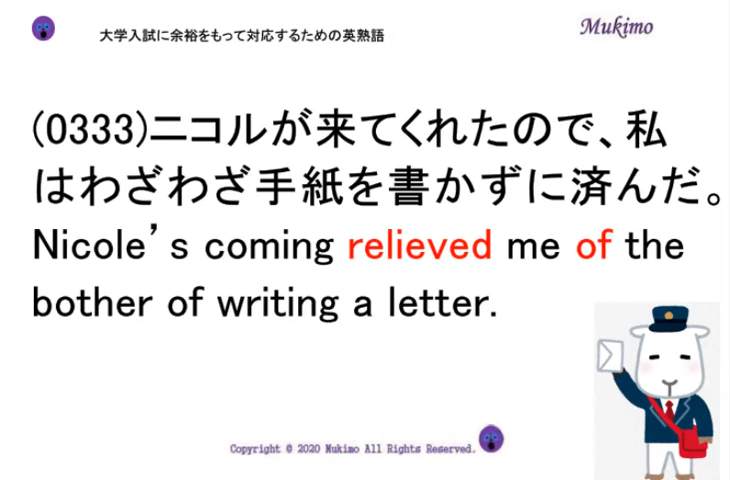 大学入試に余裕をもって対応するための英熟語
Mukimo
(0333)ニコルが来てくれたので、私
はわざわざ手紙を書かずに済んだ。
Nicole’s coming relieved me of the
bother of writing a letter.
Copyright © 2020 Mukimo All Rights Reserved.